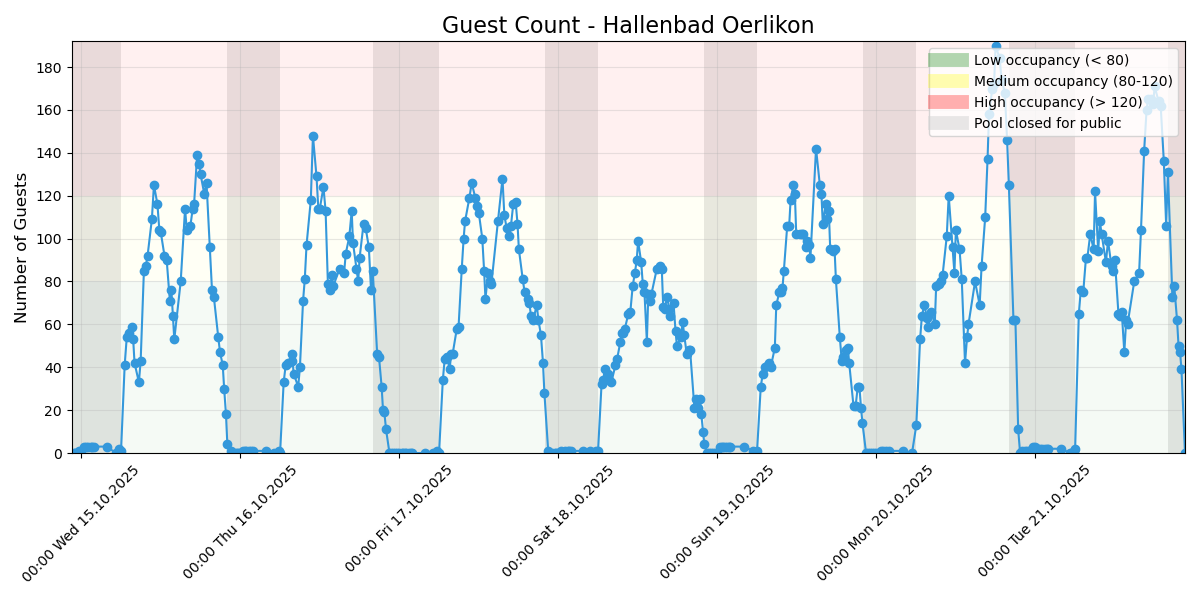 Guest Count - Hallenbad Oerlikon
Number of Guests
180
160
140
120
100
80
60
40
20
0
Low occupancy (< 80)
Medium occupancy (80-120)
High occupancy (> 120)
Pool closed for public
00:00 Wed 15.10.2025
00:00 Thu 16.10.2025
00:00 Fri 17.10.2025
00:00 Sat 18.10.2025
00:00 Sun 19.10.2025
00:00 Mon 20.10.2025
00:00 Tue 21.10.2025